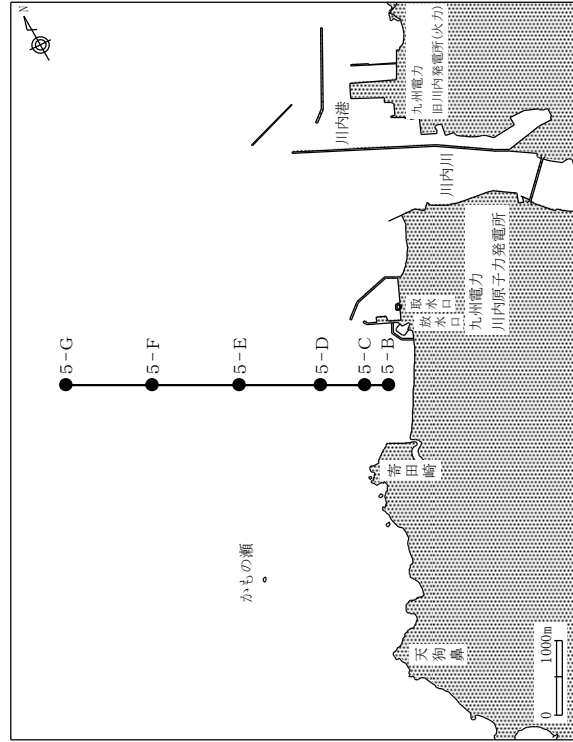 N
川内港
九州電力
旧川内発電所(火力)
川内川
九州電力
川内原子力発電所
取水口
放水口
5-G
5-F
5-E
5-D
5-C
5-B
寄田崎
かもの瀬
天狗鼻
0 1000m